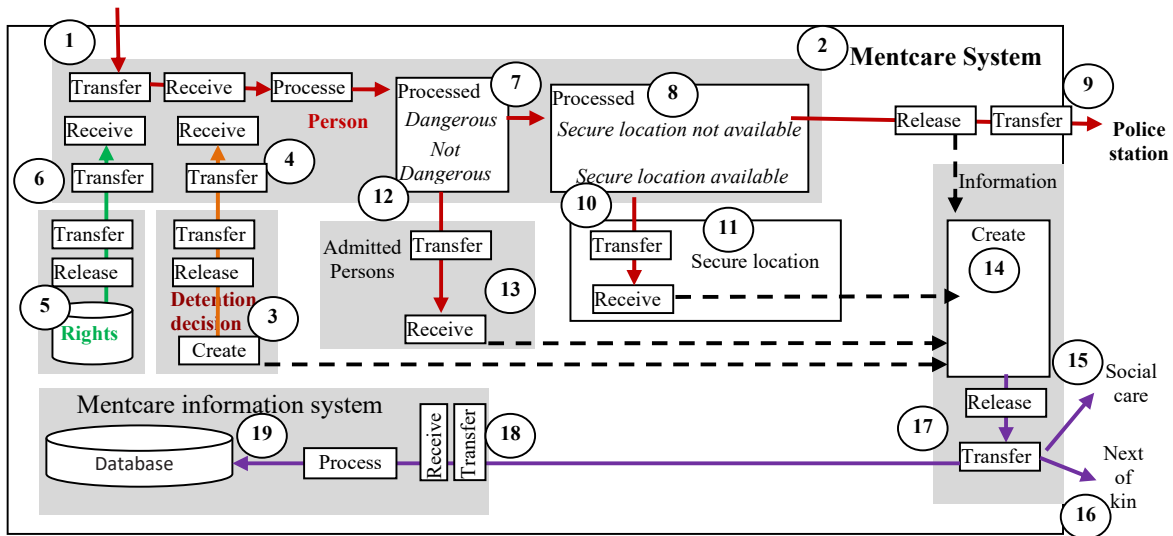 1
2
Mentcare System
7
8
9
Transfer
Receive
Processe
Processed
Dangerous
Not
Dangerous
Processed
Secure location not available
Secure location available
Release
Transfer
Police
station
Person
Receive
Receive
6
Transfer
4
Transfer
12
10
Information
Transfer
Release
5
Rights
Transfer
Release
Detention
decision
3
Create
Admitted
Persons
Transfer
13
Receive
11
Transfer
Secure location
Receive
Create
14
15
Social
care
Release
17
Transfer
Next
of
kin
16
Mentcare information system
19
Database
Process
Receive
Transfer
18